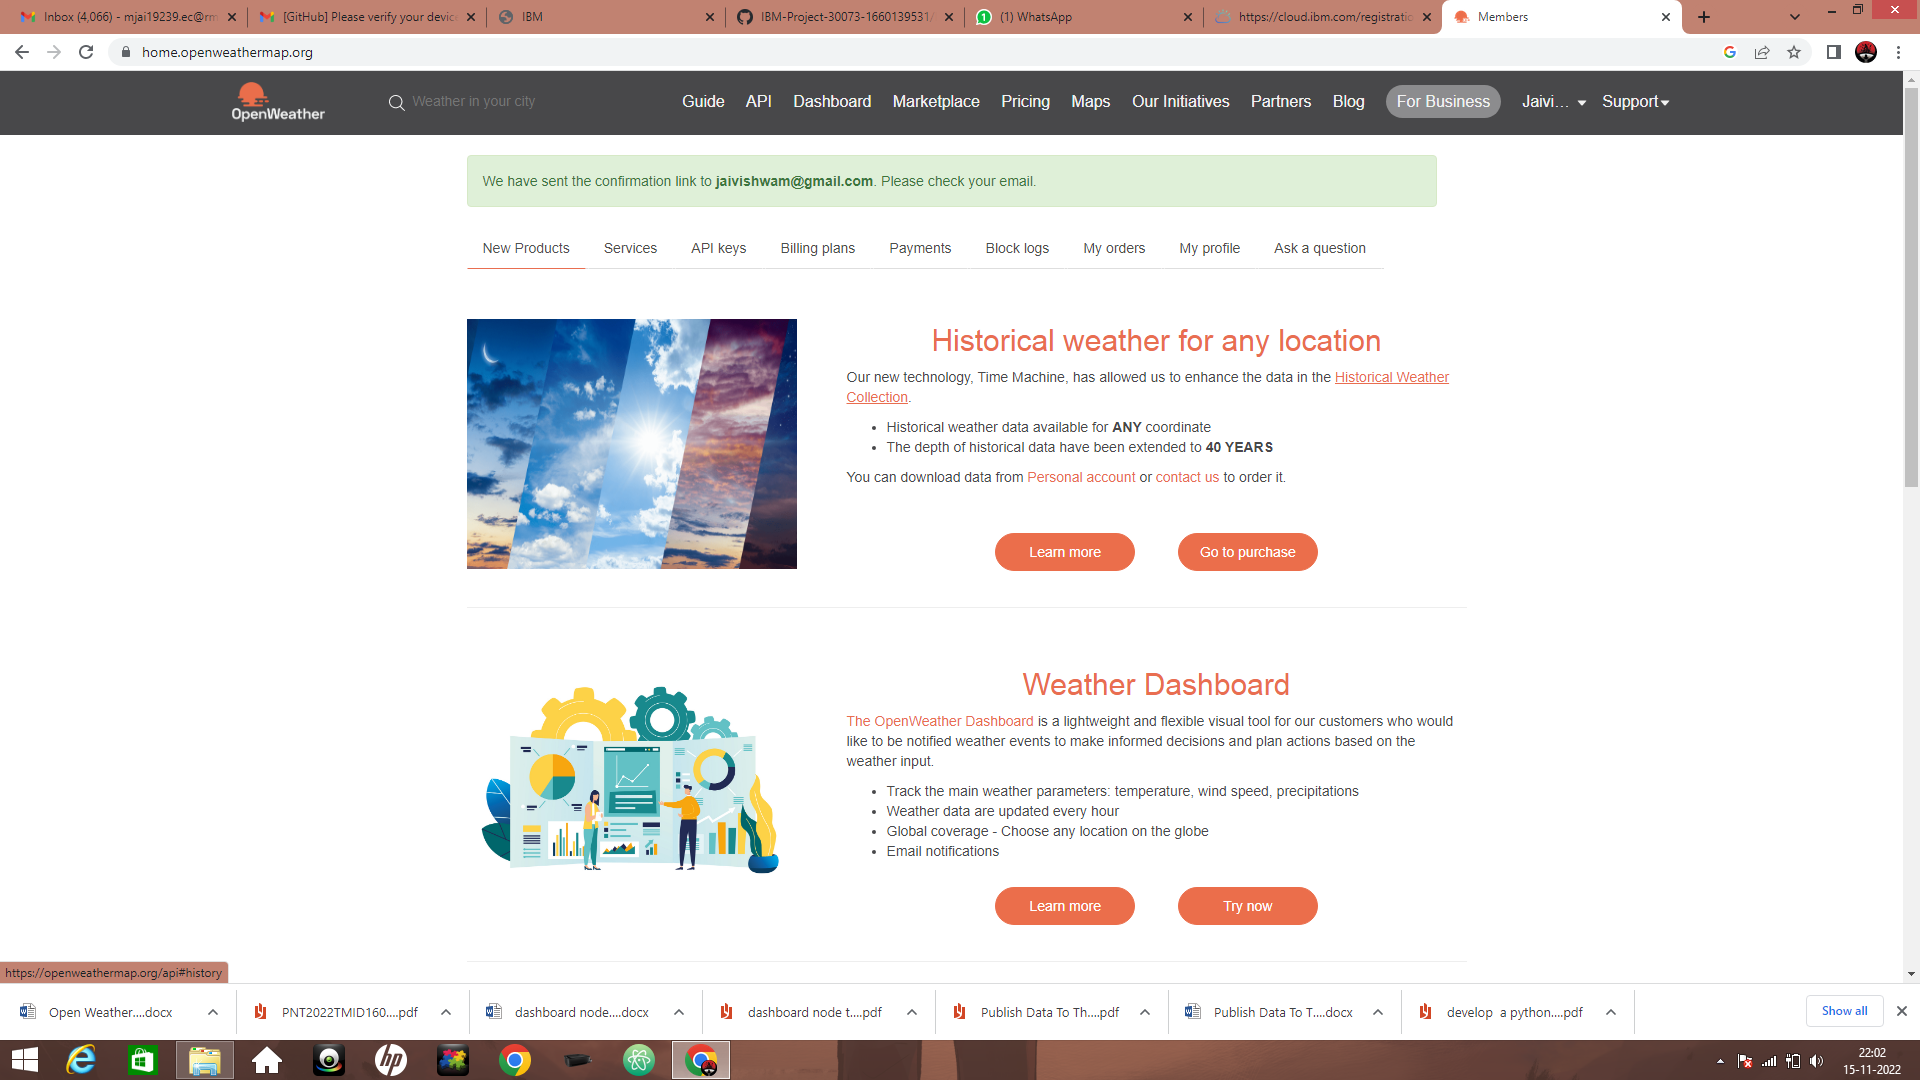 Inbox (4,066) - mjai19239.ec@rm
[GitHub] Please verify your device
IBM
IBM-Project-30073-1660139531/
(1) WhatsApp
https://cloud.ibm.com/registratio
Members
home.openweathermap.org
OpenWeather
Weather in your city
Guide
API
Dashboard
Marketplace
Pricing
Maps
Our Initiatives
Partners
Blog
For Business
Jaivi...
Support
We have sent the confirmation link to jaivishwam@gmail.com. Please check your email.
New Products
Services
API keys
Billing plans
Payments
Block logs
My orders
My profile
Ask a question
Historical weather for any location
Our new technology, Time Machine, has allowed us to enhance the data in the Historical Weather
Collection.
• Historical weather data available for ANY coordinate
• The depth of historical data have been extended to 40 YEARS
You can download data from Personal account or contact us to order it.
Learn more
Go to purchase
Weather Dashboard
The OpenWeather Dashboard is a lightweight and flexible visual tool for our customers who would
like to be notified weather events to make informed decisions and plan actions based on the
weather input.
• Track the main weather parameters: temperature, wind speed, precipitations
• Weather data are updated every hour
• Global coverage - Choose any location on the globe
• Email notifications
Learn more
Try now
https://openweathermap.org/api#history
Open Weather....docx
PNT2022TMID160....pdf
dashboard node....docx
dashboard node t....pdf
Publish Data To Th....pdf
Publish Data To T....docx
develop a python....pdf
Show all
22:02
15-11-2022